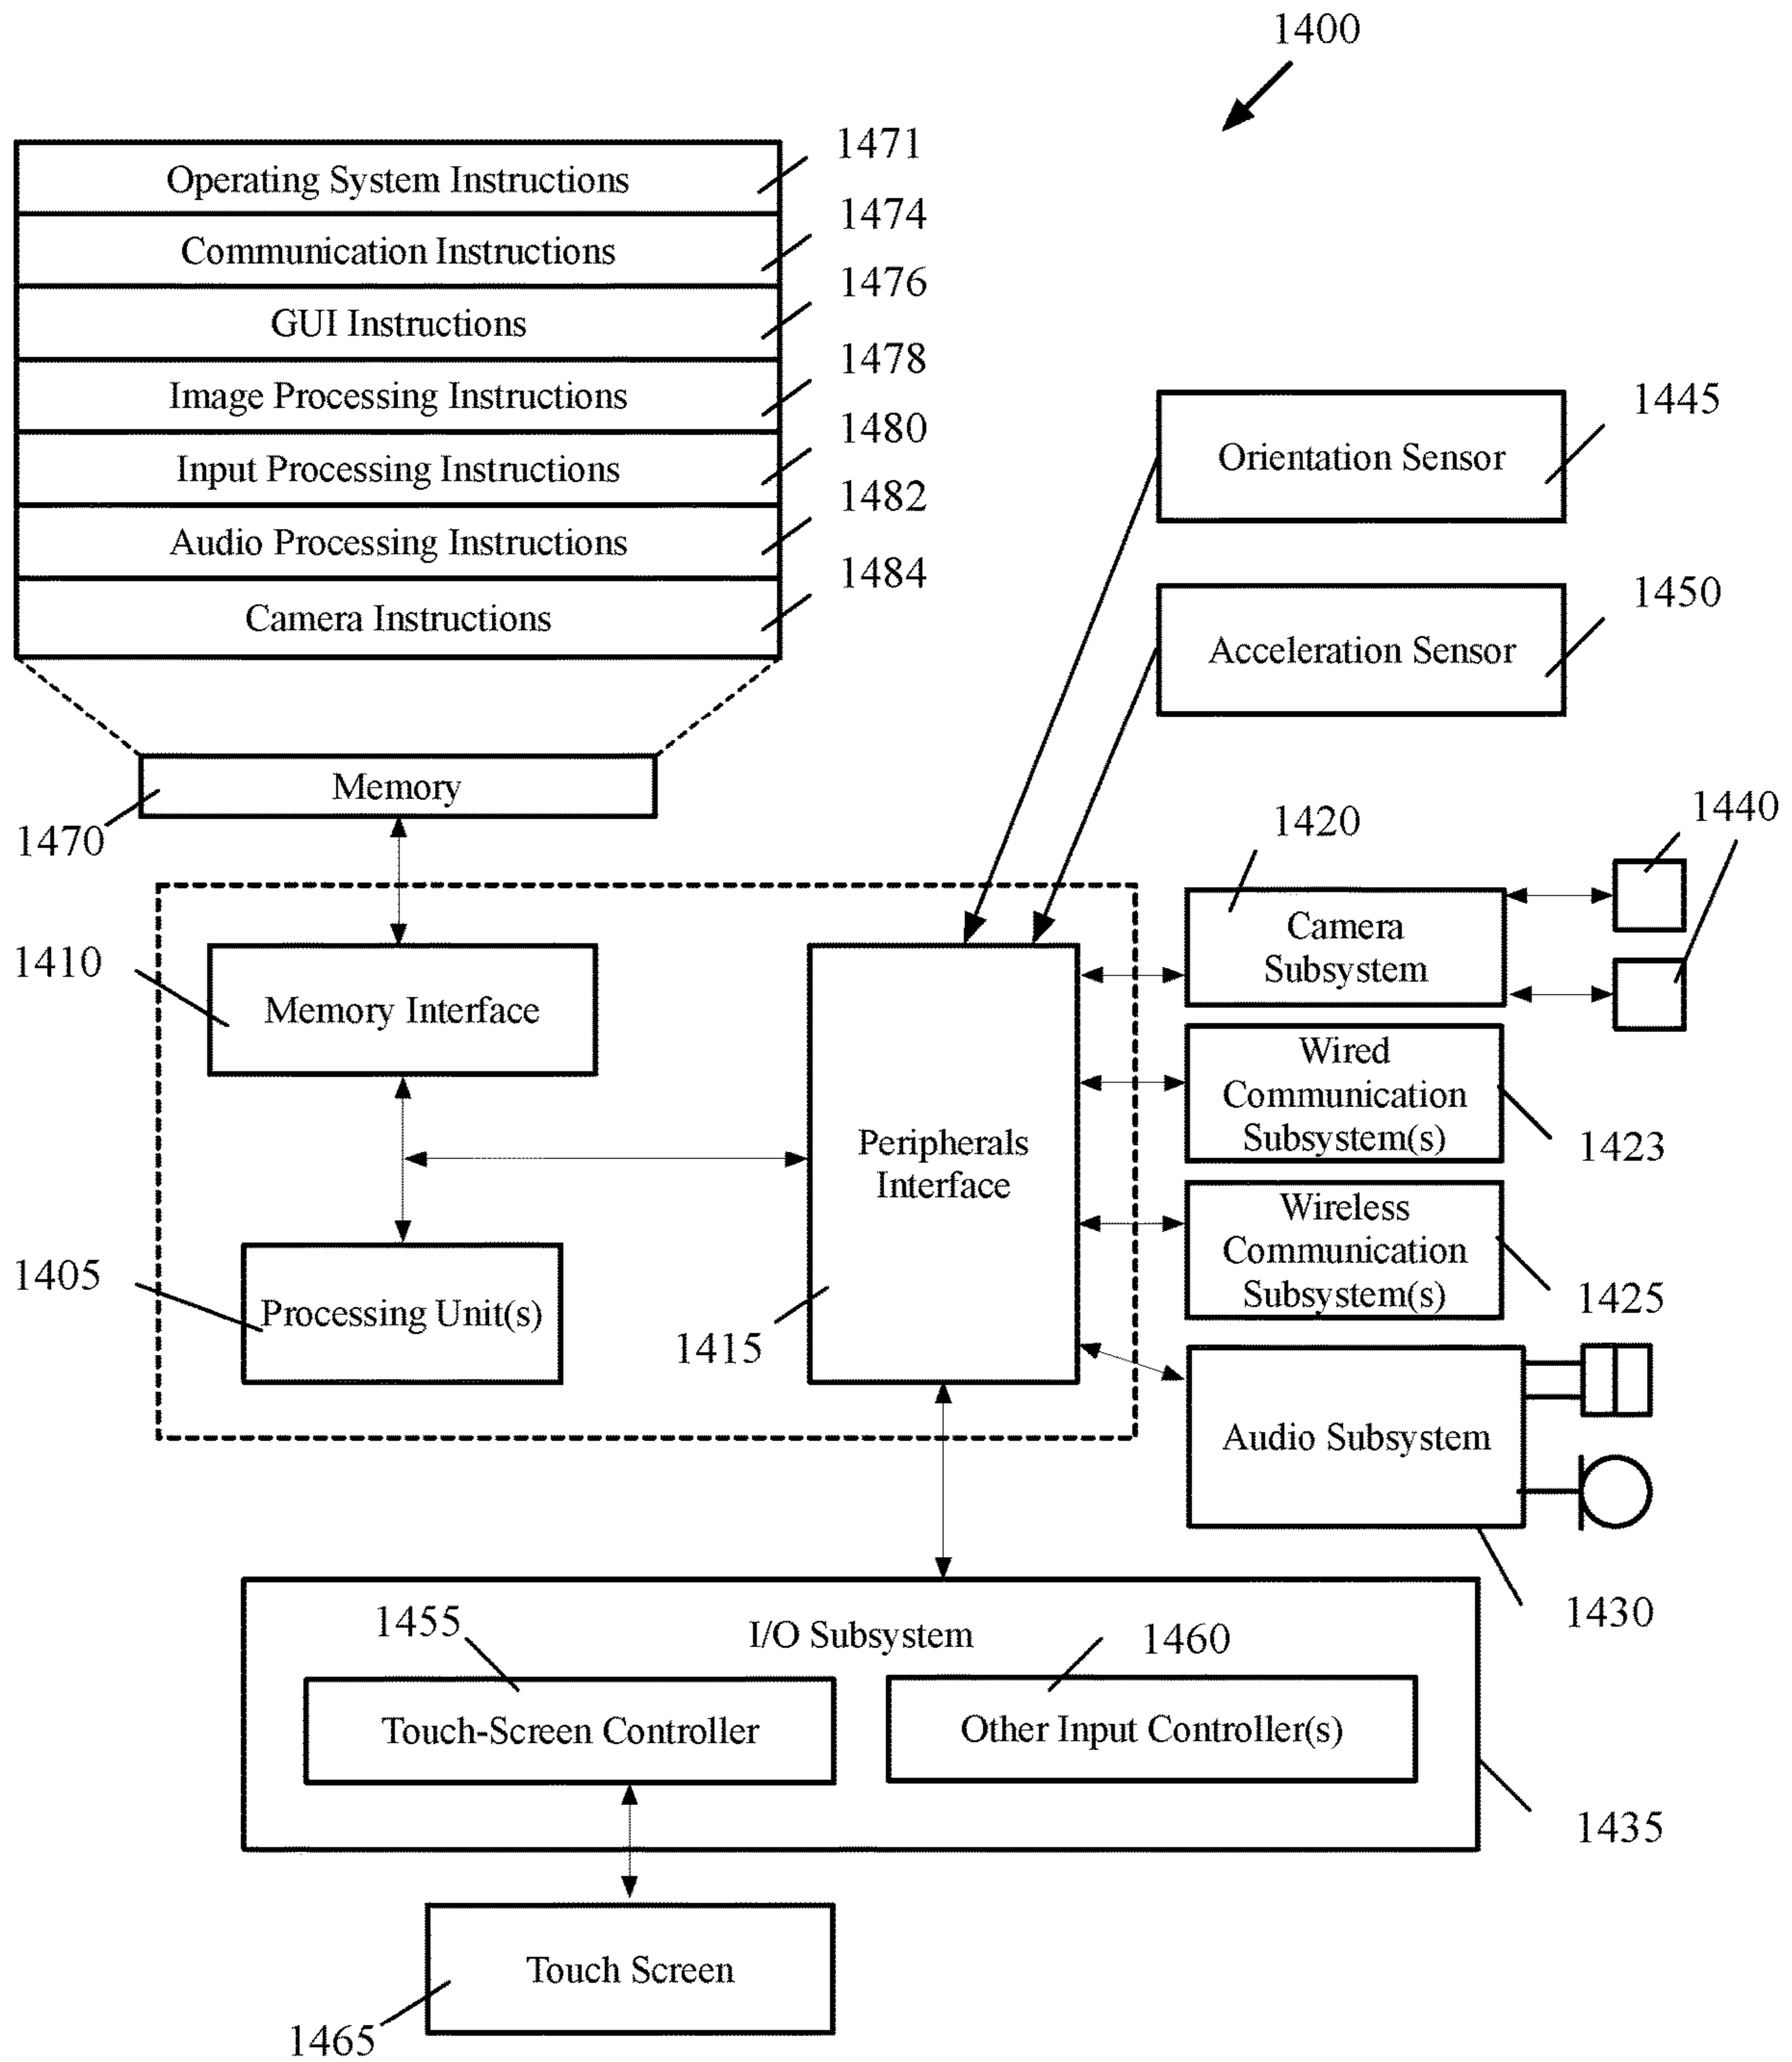 1400
Operating System Instructions
1471
Communication Instructions
1474
GUI Instructions
1476
Image Processing Instructions
1478
Input Processing Instructions
1480
Audio Processing Instructions
1482
Camera Instructions
1484
Orientation Sensor
1445
Acceleration Sensor
1450
Memory
1470
1420
1440
Camera
Subsystem
1410
Memory Interface
Wired
Communication
Subsystem(s)
1423
Peripherals
Interface
Wireless
Communication
Subsystem(s)
1425
1405
Processing Unit(s)
1415
Audio Subsystem
1430
I/O Subsystem
1455
1460
Touch-Screen Controller
Other Input Controller(s)
1435
Touch Screen
1465